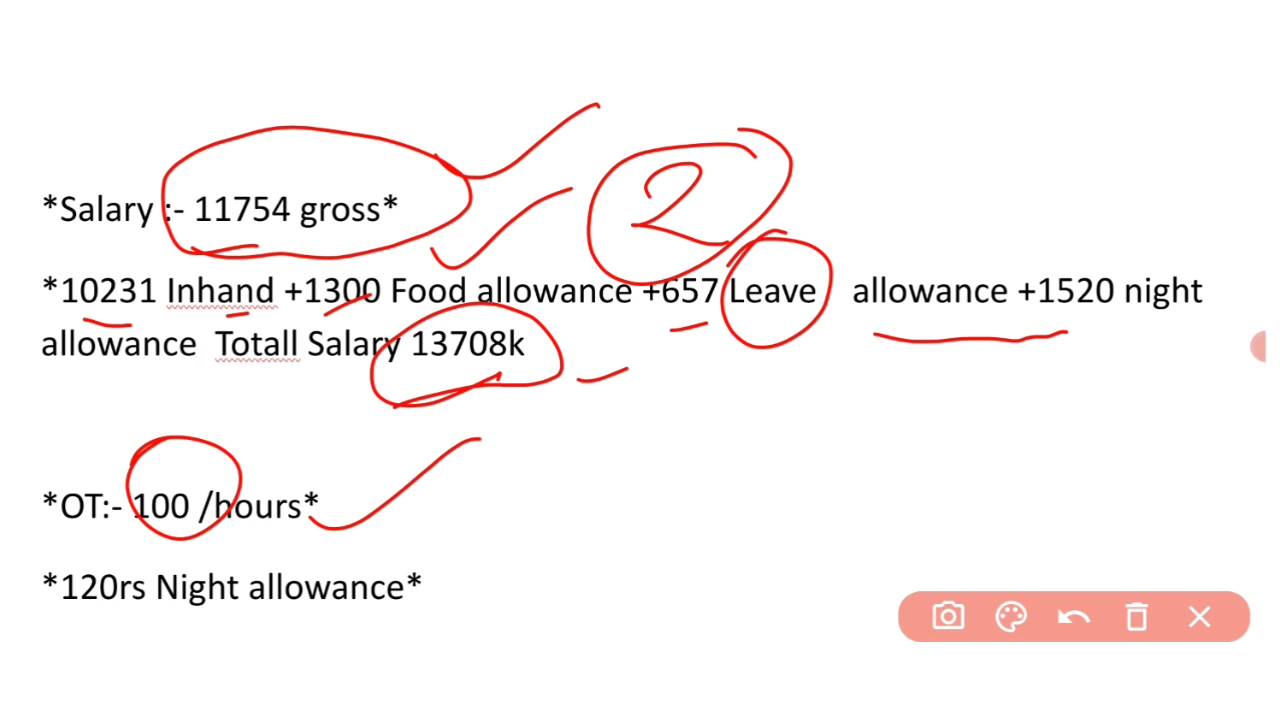 *Salary :- 11754 gross*
2
*10231 Inhand +1300 Food allowance +657 Leave allowance +1520 night
allowance Totall Salary 13708k
*OT:- 100 /hours*
*120rs Night allowance*